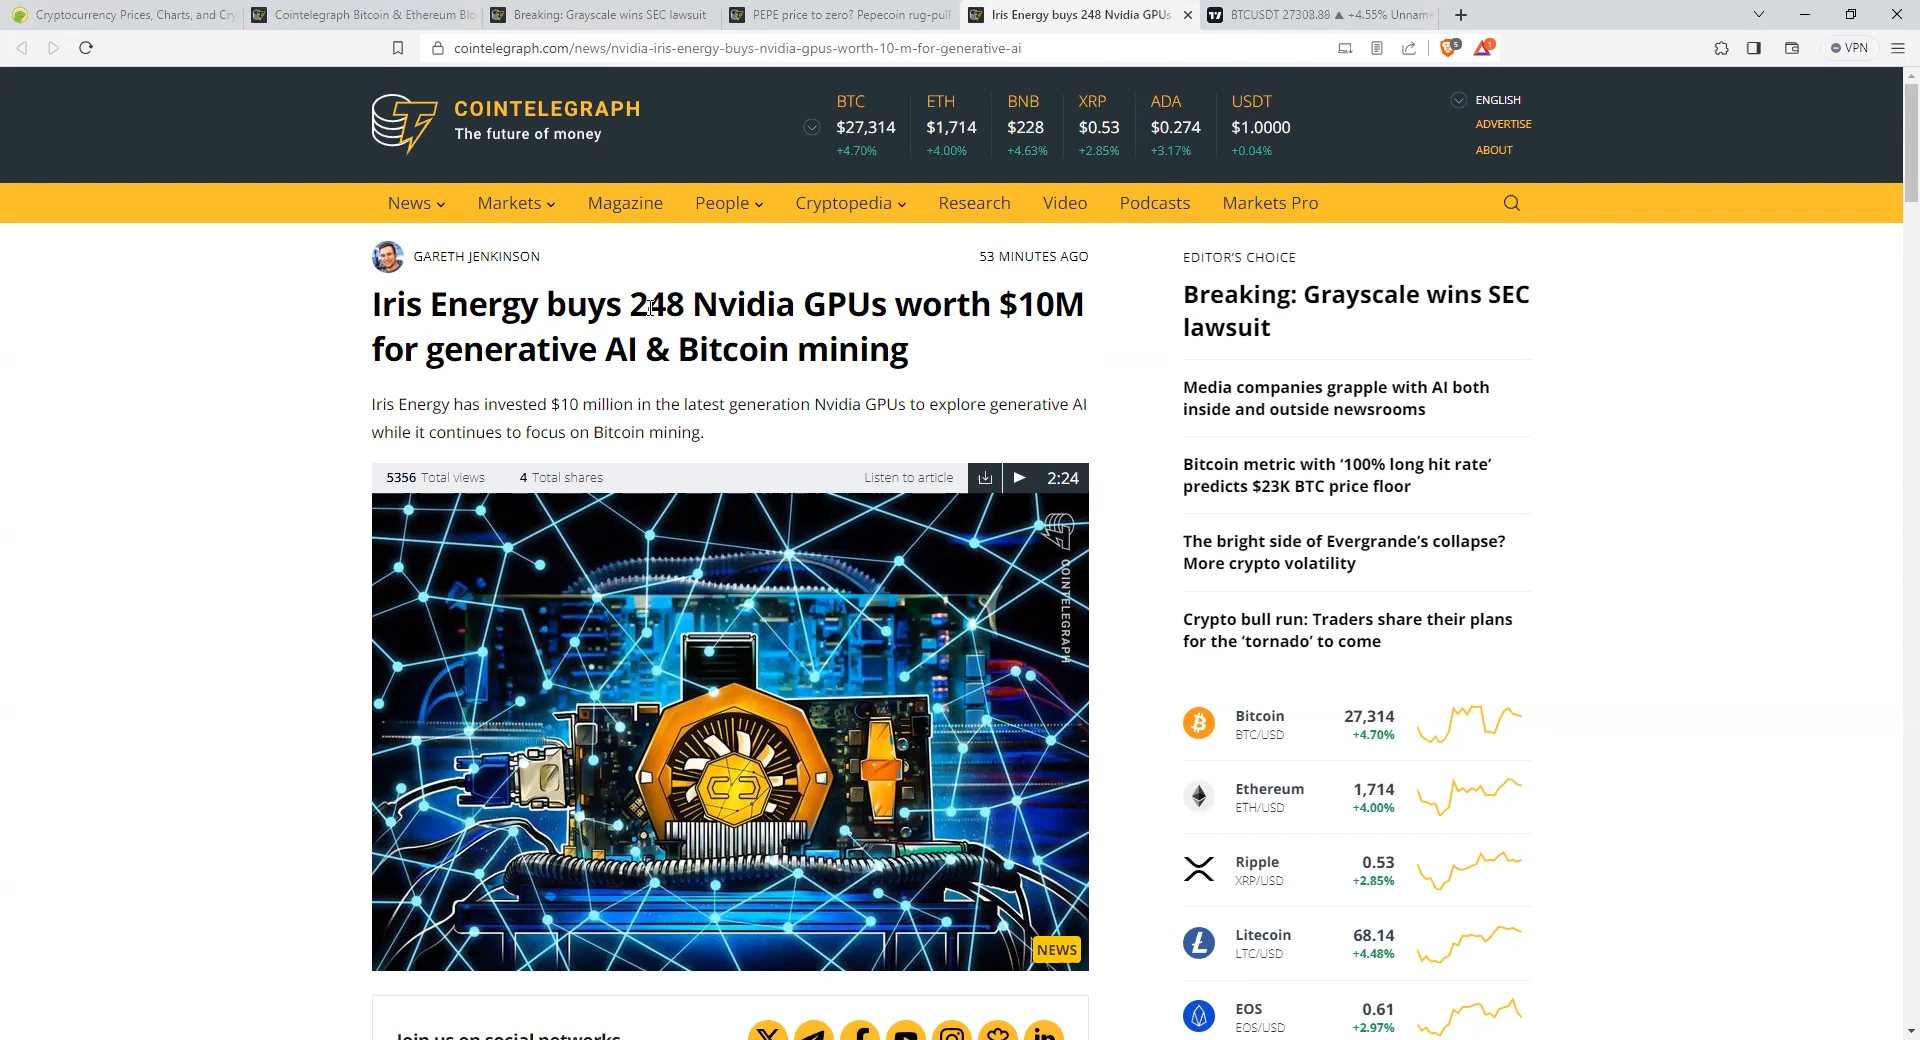 Cryptocurrency Prices, Charts, and Cry
Cointelegraph Bitcoin & Ethereum Blo
Breaking: Grayscale wins SEC lawsuit
PEPE price to zero? Pepecoin rug-pull
Iris Energy buys 248 Nvidia GPUs
BTCUSDT 27308.88 ▲ +4.55% Unname
cointelegraph.com/news/nvidia-iris-energy-buys-nvidia-gpus-worth-10-m-for-generative-ai
5
1
VPN
COINTELEGRAPH
The future of money
BTC
$27,314
+4.70%
ETH
$1,714
+4.00%
BNB
$228
+4.63%
XRP
$0.53
+2.85%
ADA
$0.274
+3.17%
USDT
$1.0000
+0.04%
ENGLISH
ADVERTISE
ABOUT
News
Markets
Magazine
People
Cryptopedia
Research
Video
Podcasts
Markets Pro
GARETH JENKINSON
53 MINUTES AGO
Iris Energy buys 248 Nvidia GPUs worth $10M
for generative AI & Bitcoin mining
Iris Energy has invested $10 million in the latest generation Nvidia GPUs to explore generative AI
while it continues to focus on Bitcoin mining.
5356 Total views
4 Total shares
Listen to article
2:24
COINTELEGRAPH
NEWS
Join us on social networks
EDITOR'S CHOICE
Breaking: Grayscale wins SEC
lawsuit
Media companies grapple with AI both
inside and outside newsrooms
Bitcoin metric with ‘100% long hit rate’
predicts $23K BTC price floor
The bright side of Evergrande’s collapse?
More crypto volatility
Crypto bull run: Traders share their plans
for the ‘tornado’ to come
Bitcoin
BTC/USD
27,314
+4.70%
Ethereum
ETH/USD
1,714
+4.00%
Ripple
XRP/USD
0.53
+2.85%
Litecoin
LTC/USD
68.14
+4.48%
EOS
EOS/USD
0.61
+2.97%